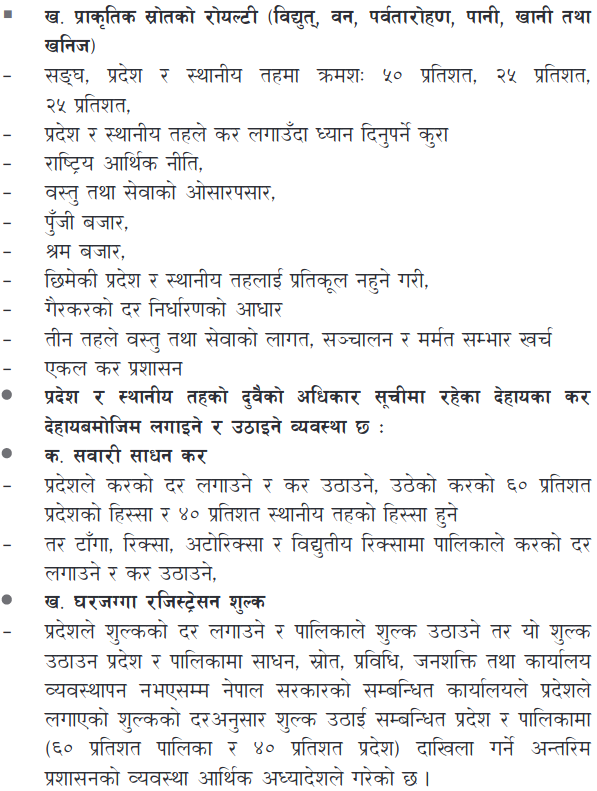 ▪ ख. प्राकृतिक स्रोतको रोयल्टी (विद्युत्, वन, पर्वतारोहण, पानी, खानी तथा
खनिज)
– सङ्घ, प्रदेश र स्थानीय तहमा क्रमशः ५० प्रतिशत, २५ प्रतिशत,
२५ प्रतिशत,
– प्रदेश र स्थानीय तहले कर लगाउँदा ध्यान दिनुपर्ने कुरा
– राष्ट्रिय आर्थिक नीति,
– वस्तु तथा सेवाको ओसारपसार,
– पुँजी बजार,
– श्रम बजार,
– छिमेकी प्रदेश र स्थानीय तहलाई प्रतिकूल नहुने गरी,
– गैरकरको दर निर्धारणको आधार
– तीन तहले वस्तु तथा सेवाको लागत, सञ्चालन र मर्मत सम्भार खर्च
– एकल कर प्रशासन
● प्रदेश र स्थानीय तहको दुवैको अधिकार सूचीमा रहेका देहायका कर
देहायबमोजिम लगाइने र उठाइने व्यवस्था छ :
● क. सवारी साधन कर
– प्रदेशले करको दर लगाउने र कर उठाउने, उठेको करको ६० प्रतिशत
प्रदेशको हिस्सा र ४० प्रतिशत स्थानीय तहको हिस्सा हुने
– तर टाँगा, रिक्सा, अटोरिक्सा र विद्युतीय रिक्सामा पालिकाले करको दर
लगाउने र कर उठाउने,
● ख. घरजग्गा रजिस्ट्रेसन शुल्क
– प्रदेशले शुल्कको दर लगाउने र पालिकाले शुल्क उठाउने तर यो शुल्क
उठाउन प्रदेश र पालिकामा साधन, स्रोत, प्रविधि, जनशक्ति तथा कार्यालय
व्यवस्थापन नभएसम्म नेपाल सरकारको सम्बन्धित कार्यालयले प्रदेशले
लगाएको शुल्कको दरअनुसार शुल्क उठाई सम्बन्धित प्रदेश र पालिकामा
(६० प्रतिशत पालिका र ४० प्रतिशत प्रदेश) दाखिला गर्ने अन्तरिम
प्रशासनको व्यवस्था आर्थिक अध्यादेशले गरेको छ ।